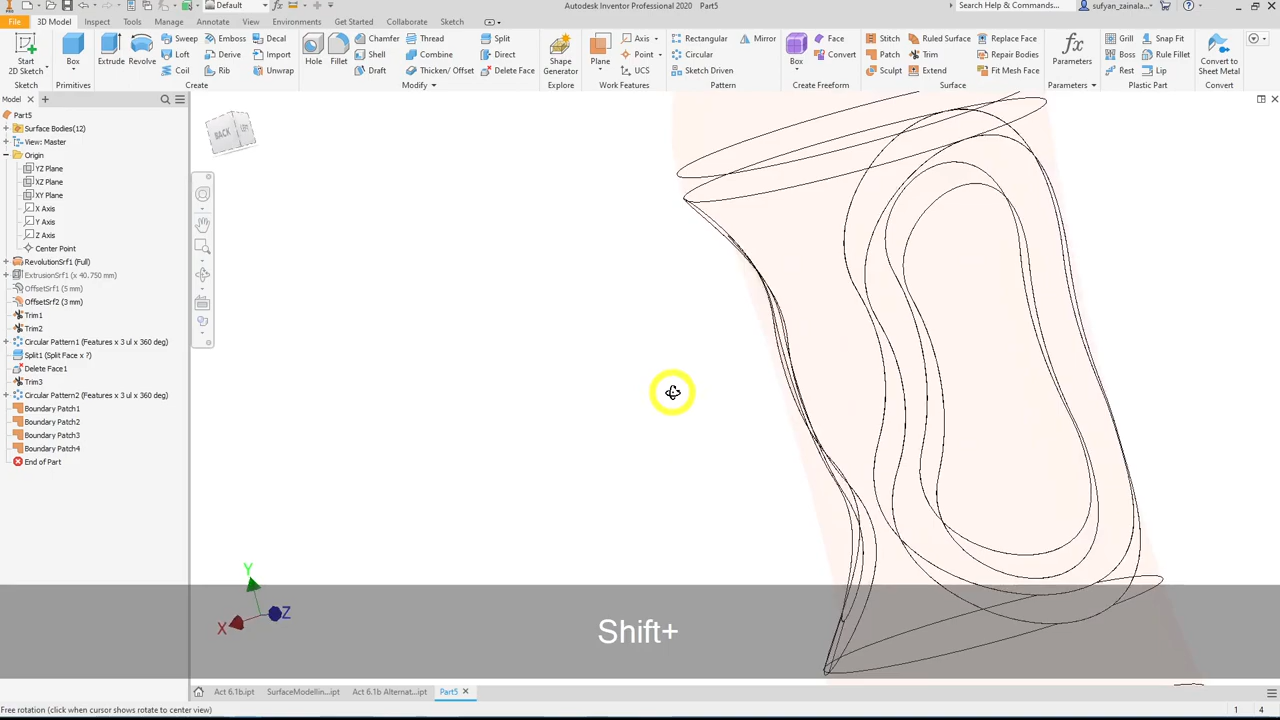 Default
Autodesk Inventor Professional 2020 Part5
Search Help & Commands...
sufyan_zainala...
File 3D Model Inspect Tools Manage Annotate View Environments Get Started Collaborate Sketch
Start
2D Sketch
Sketch
Box
Primitives
Extrude Revolve
Sweep Emboss Decal
Loft Derive Import
Coil Rib Unwrap
Create
Hole Fillet
Chamfer Thread Split
Shell Combine Direct
Draft Thicken/ Offset Delete Face
Modify
Shape
Generator
Explore
Plane
Axis
Point
UCS
Work Features
Rectangular Mirror
Circular
Sketch Driven
Pattern
Box
Face
Convert
Create Freeform
Stitch Ruled Surface Replace Face
Patch Trim Repair Bodies
Sculpt Extend Fit Mesh Face
Surface
Parameters
Parameters
Grill Snap Fit
Boss Rule Fillet
Rest Lip
Plastic Part
Convert to
Sheet Metal
Convert
Model
Part5
Surface Bodies(12)
View: Master
Origin
YZ Plane
XZ Plane
XY Plane
X Axis
Y Axis
Z Axis
Center Point
RevolutionSrf1 (Full)
ExtrusionSrf1 (x 40.750 mm)
OffsetSrf1 (5 mm)
OffsetSrf2 (3 mm)
Trim1
Trim2
Circular Pattern1 (Features x 3 ul x 360 deg)
Split1 (Split Face x ?)
Delete Face1
Trim3
Circular Pattern2 (Features x 3 ul x 360 deg)
Boundary Patch1
Boundary Patch2
Boundary Patch3
Boundary Patch4
End of Part
BACK
Y
X
Z
Shift+
Act 6.1b.ipt SurfaceModellin...ipt Act 6.1b Alternat...ipt Part5
Free rotation (click when cursor shows rotate to center view)
1 4